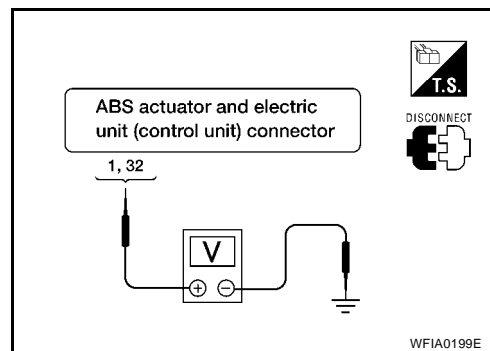 T.S.
DISCONNECT
ABS actuator and electric
unit (control unit) connector
1, 32
V
+ −
WFIA0199E